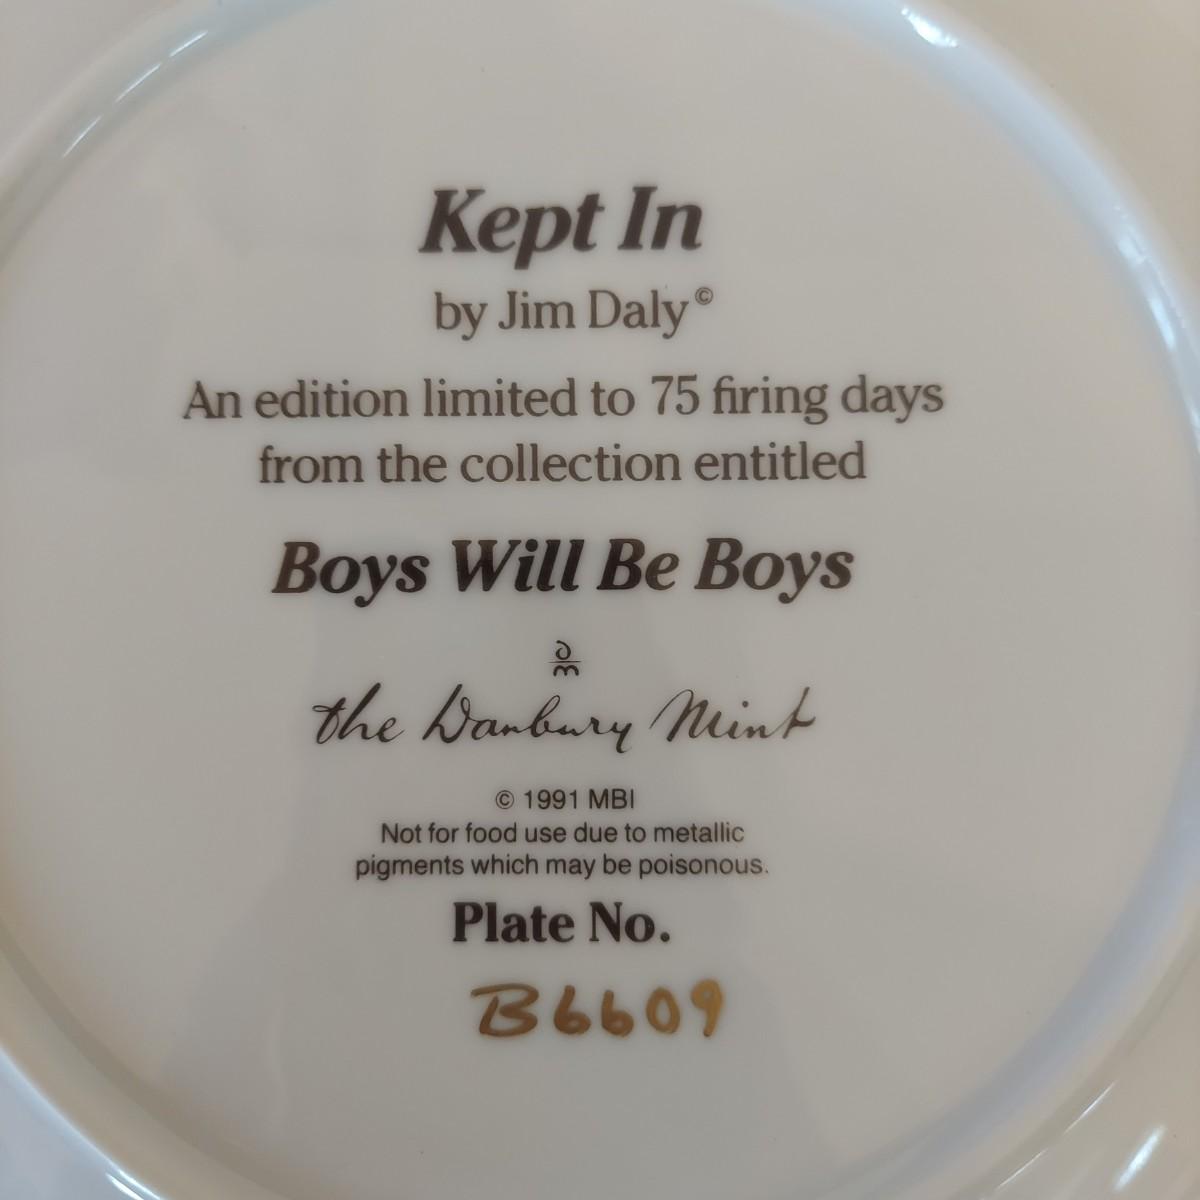 Kept In
by Jim Daly©
An edition limited to 75 firing days
from the collection entitled
Boys Will Be Boys
dm
the Danbury Mint
© 1991 MBI
Not for food use due to metallic
pigments which may be poisonous.
Plate No.
B6609